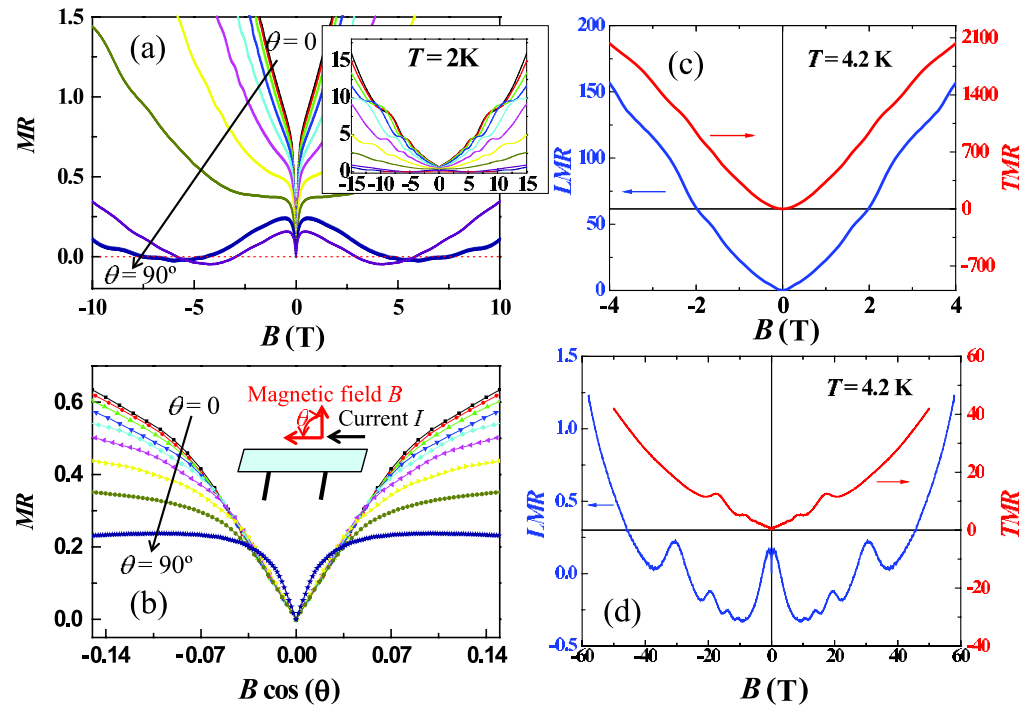 (a)
θ = 0
θ = 90º
MR
1.5
1.0
0.5
0.0
-10
-5
0
5
10
B (T)
T = 2K
15
10
5
0
-15 -10 -5 0 5 10 15
(c)
T = 4.2 K
LMR
200
150
100
50
0
TMR
2100
1400
700
0
-700
-4
-2
0
2
4
B (T)
(b)
θ = 0
θ = 90º
Magnetic field B
θ
Current I
MR
0.6
0.4
0.2
0.0
-0.14
-0.07
0.00
0.07
0.14
B cos (θ)
(d)
T = 4.2 K
LMR
1.5
1.0
0.5
0.0
-0.5
TMR
60
40
20
0
-20
-40
-60
-40
-20
0
20
40
60
B (T)